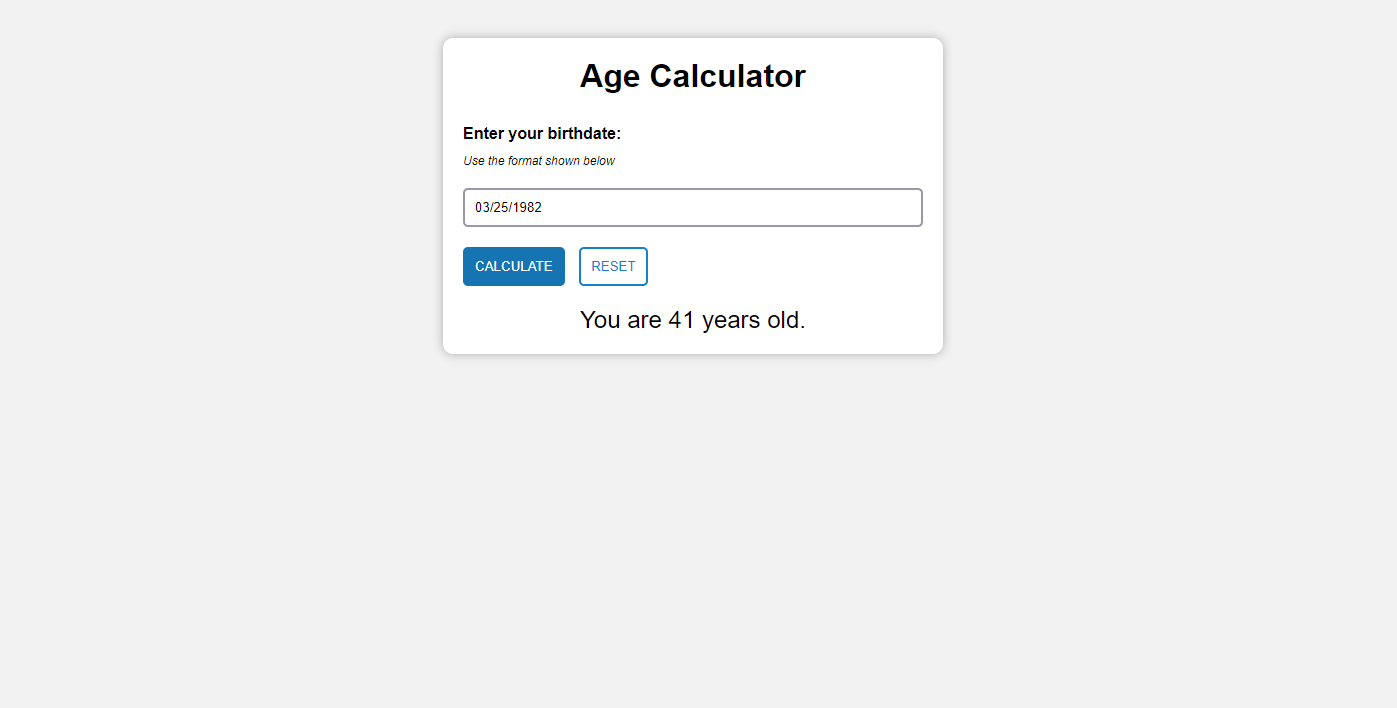 Age Calculator
Enter your birthdate:
Use the format shown below
03/25/1982
CALCULATE RESET
You are 41 years old.